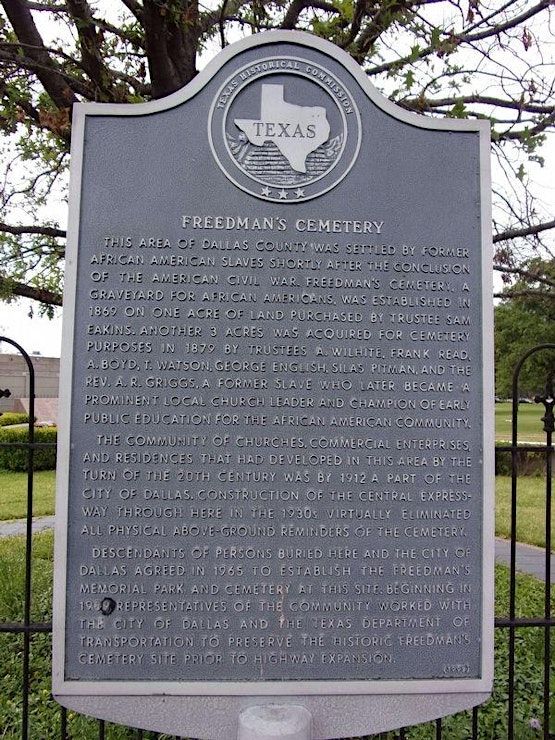 TEXAS HISTORICAL COMMISSION
TEXAS
FREEDMAN'S CEMETERY
THIS AREA OF DALLAS COUNTY WAS SETTLED BY FORMER
AFRICAN AMERICAN SLAVES SHORTLY AFTER THE CONCLUSION
OF THE AMERICAN CIVIL WAR. FREEDMAN'S CEMETERY, A
GRAVEYARD FOR AFRICAN AMERICANS, WAS ESTABLISHED IN
1869 ON ONE ACRE OF LAND PURCHASED BY TRUSTEE SAM
EAKINS. ANOTHER 3 ACRES WAS ACQUIRED FOR CEMETERY
PURPOSES IN 1879 BY TRUSTEES A. WILHITE, FRANK READ,
A. BOYD, T. WATSON, GEORGE ENGLISH, SILAS PITMAN, AND THE
REV. A. R. GRIGGS, A FORMER SLAVE WHO LATER BECAME A
PROMINENT LOCAL CHURCH LEADER AND CHAMPION OF EARLY
PUBLIC EDUCATION FOR THE AFRICAN AMERICAN COMMUNITY.
THE COMMUNITY OF CHURCHES, COMMERCIAL ENTERPRISES,
AND RESIDENCES THAT HAD DEVELOPED IN THIS AREA BY THE
TURN OF THE 20TH CENTURY WAS BY 1912 A PART OF THE
CITY OF DALLAS. CONSTRUCTION OF THE CENTRAL EXPRESS-
WAY THROUGH HERE IN THE 1930s VIRTUALLY ELIMINATED
ALL PHYSICAL ABOVE-GROUND REMINDERS OF THE CEMETERY.
DESCENDANTS OF PERSONS BURIED HERE AND THE CITY OF
DALLAS AGREED IN 1965 TO ESTABLISH THE FREEDMAN'S
MEMORIAL PARK AND CEMETERY AT THIS SITE. BEGINNING IN
REPRESENTATIVES OF THE COMMUNITY WORKED WITH
THE CITY OF DALLAS AND THE TEXAS DEPARTMENT OF
TRANSPORTATION TO PRESERVE THE HISTORIC FREEDMAN'S
CEMETERY SITE PRIOR TO HIGHWAY EXPANSION.